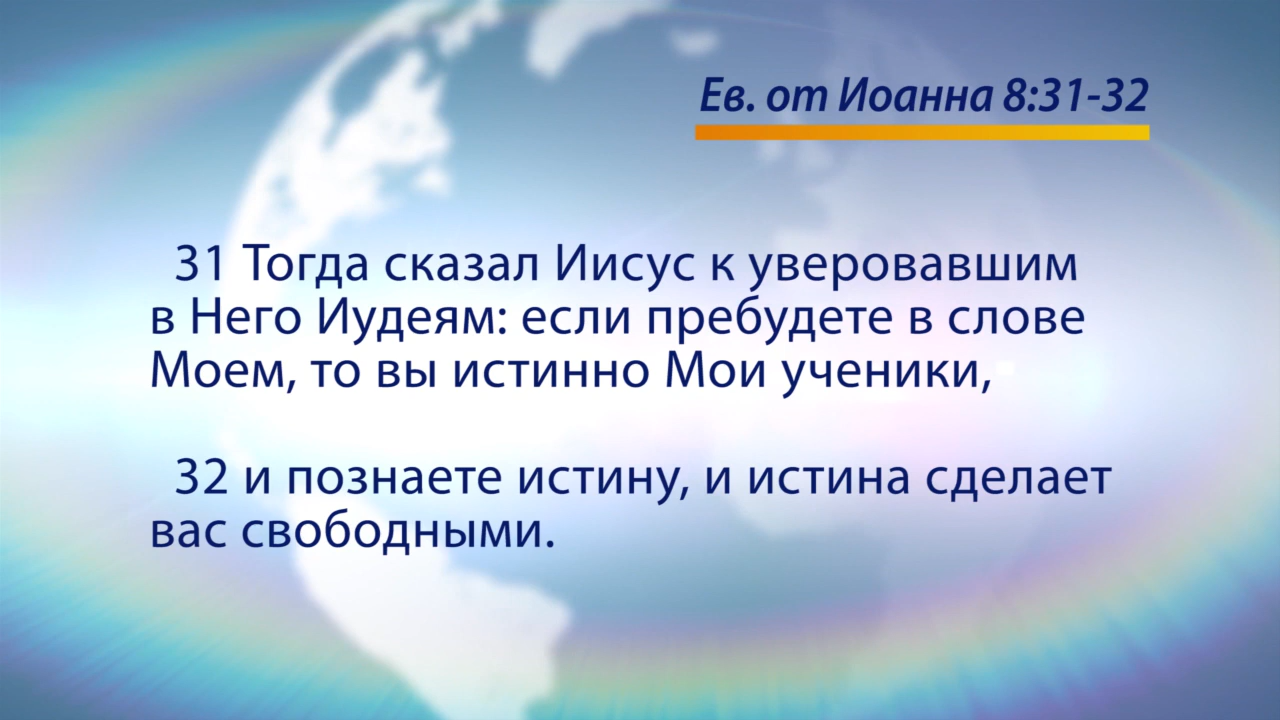 Ев. от Иоанна 8:31-32
31 Тогда сказал Иисус к уверовавшим
в Него Иудеям: если пребудете в слове
Моем, то вы истинно Мои ученики,
32 и познаете истину, и истина сделает
вас свободными.